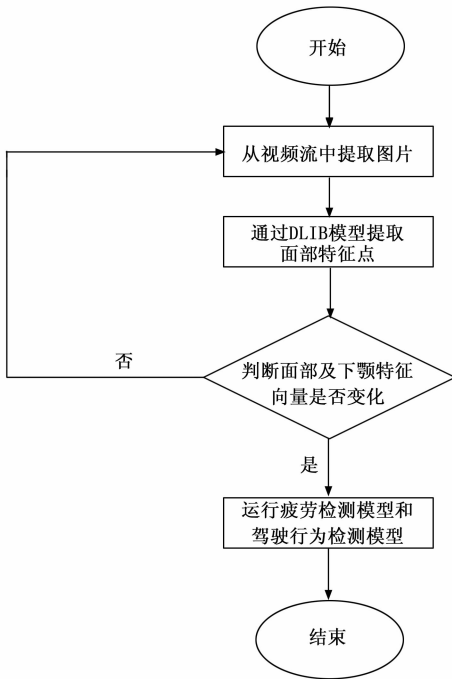 开始
从视频流中提取图片
通过DLIB模型提取
面部特征点
否
判断面部及下颚特征
向量是否变化
是
运行疲劳检测模型和
驾驶行为检测模型
结束